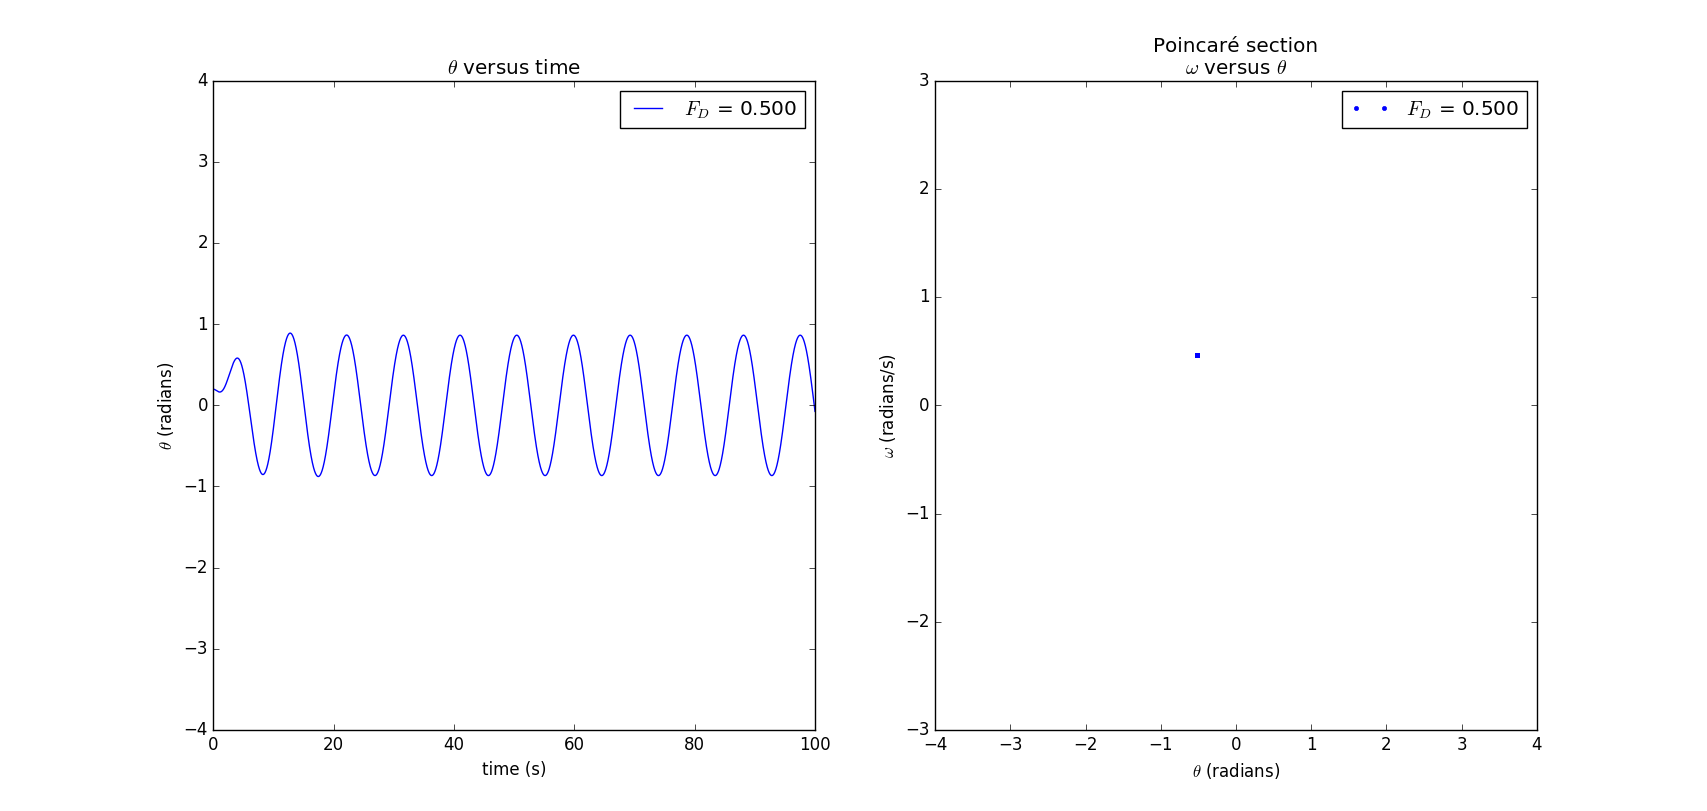 θ versus time
F_D = 0.500
4
3
2
1
0
−1
−2
−3
−4
θ (radians)
0 20 40 60 80 100
time (s)
Poincaré section
ω versus θ
F_D = 0.500
3
2
1
0
−1
−2
−3
ω (radians/s)
−4 −3 −2 −1 0 1 2 3 4
θ (radians)